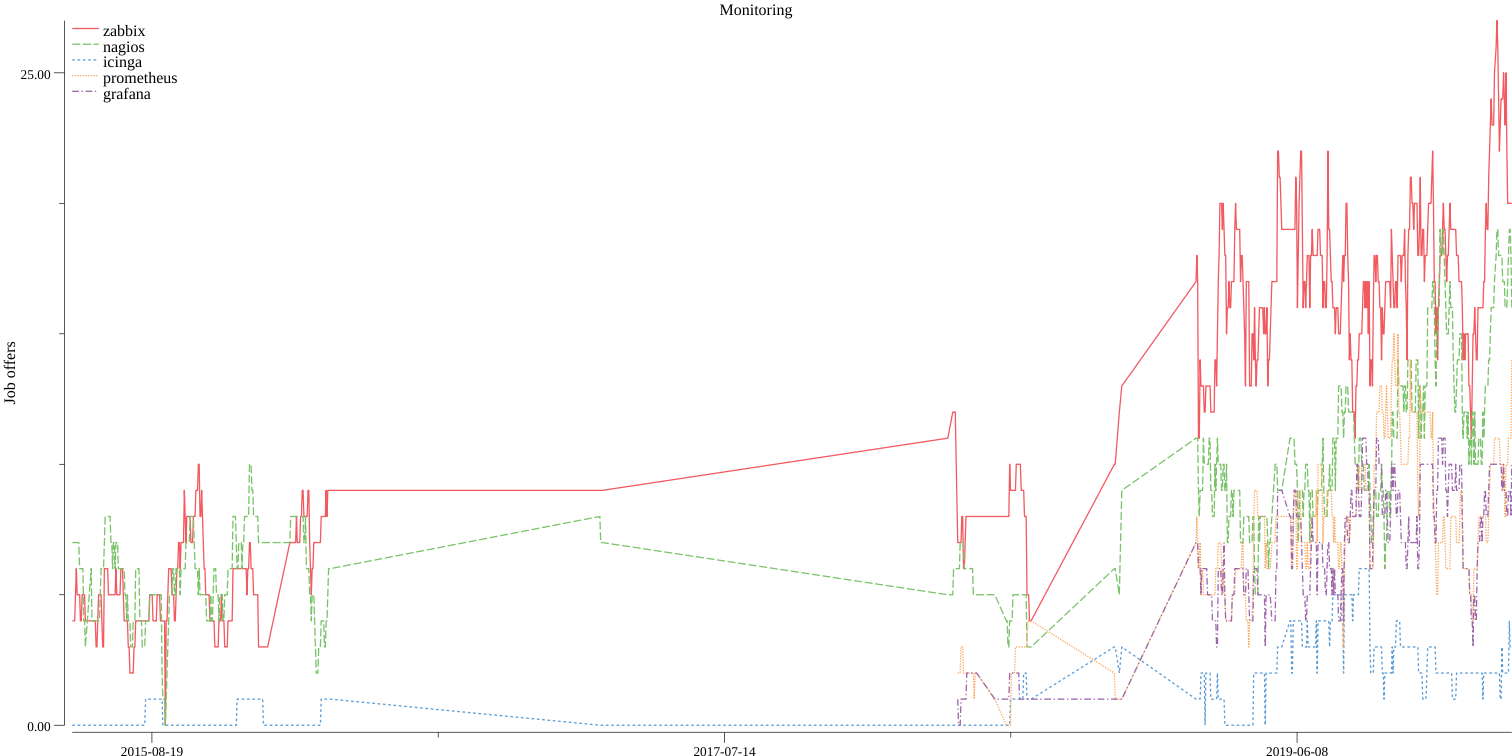 Monitoring
zabbix
nagios
icinga
prometheus
grafana
25.00
Job offers
0.00
2015-08-19
2017-07-14
2019-06-08